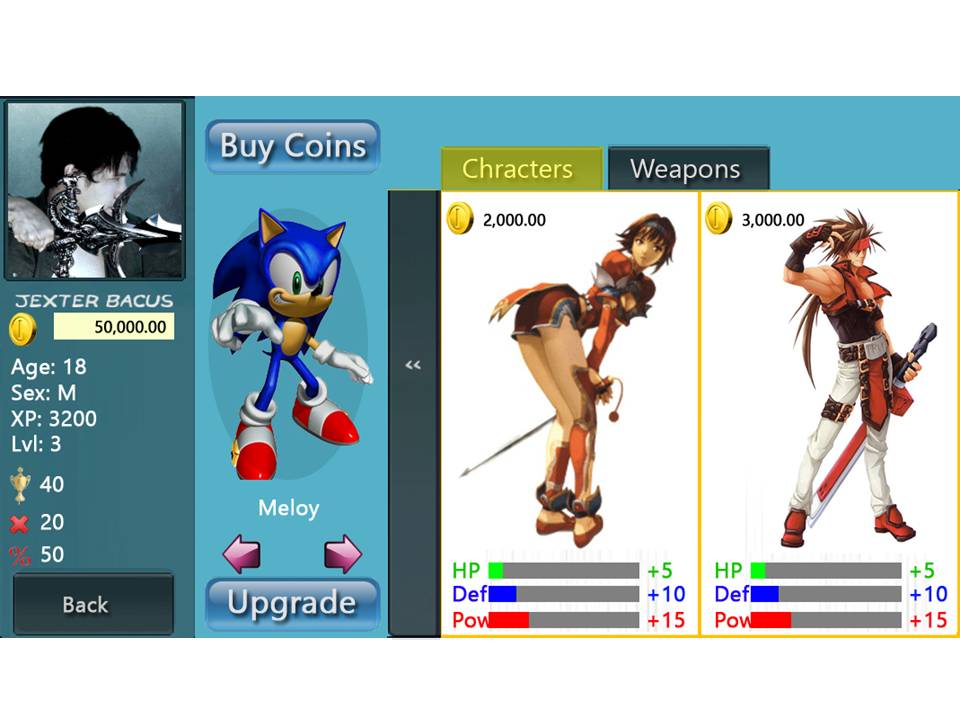 JEXTER BACUS
50,000.00
Age: 18
Sex: M
XP: 3200
Lvl: 3
40
20
% 50
Back
Buy Coins
Meloy
Upgrade
<<
Chracters
Weapons
2,000.00
HP +5
Def +10
Pow +15
3,000.00
HP +5
Def +10
Pow +15